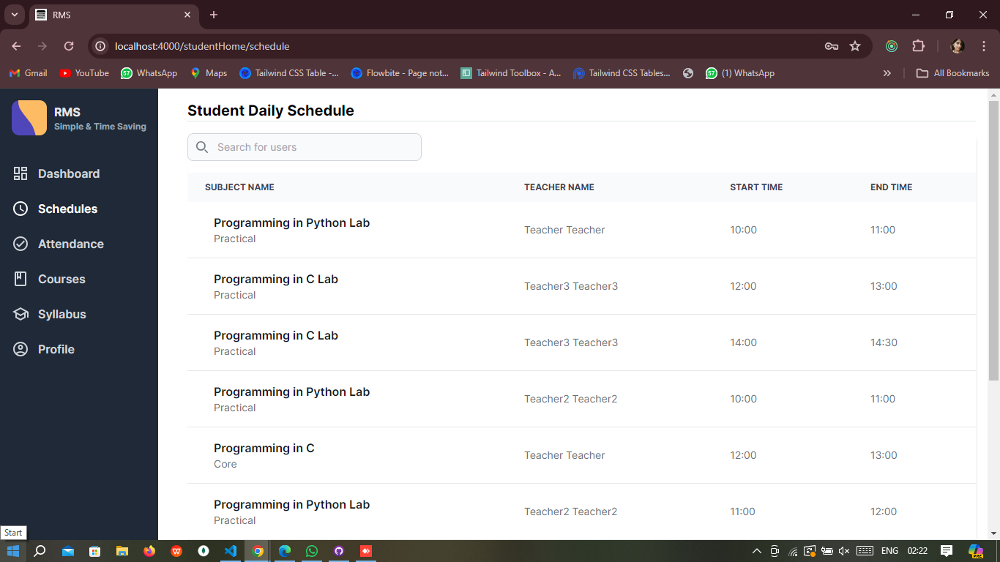 RMS
localhost:4000/studentHome/schedule
Gmail
YouTube
57
WhatsApp
Maps
Tailwind CSS Table -...
Flowbite - Page not...
Tailwind Toolbox - A...
Tailwind CSS Tables...
57
(1) WhatsApp
All Bookmarks
RMS
Simple & Time Saving
Dashboard
Schedules
Attendance
Courses
Syllabus
Profile
Student Daily Schedule
Search for users
SUBJECT NAME TEACHER NAME START TIME END TIME
Programming in Python Lab
Practical
Teacher Teacher 10:00 11:00
Programming in C Lab
Practical
Teacher3 Teacher3 12:00 13:00
Programming in C Lab
Practical
Teacher3 Teacher3 14:00 14:30
Programming in Python Lab
Practical
Teacher2 Teacher2 10:00 11:00
Programming in C
Core
Teacher Teacher 12:00 13:00
Programming in Python Lab
Practical
Teacher2 Teacher2 11:00 12:00
Start
ENG 02:22
PRE